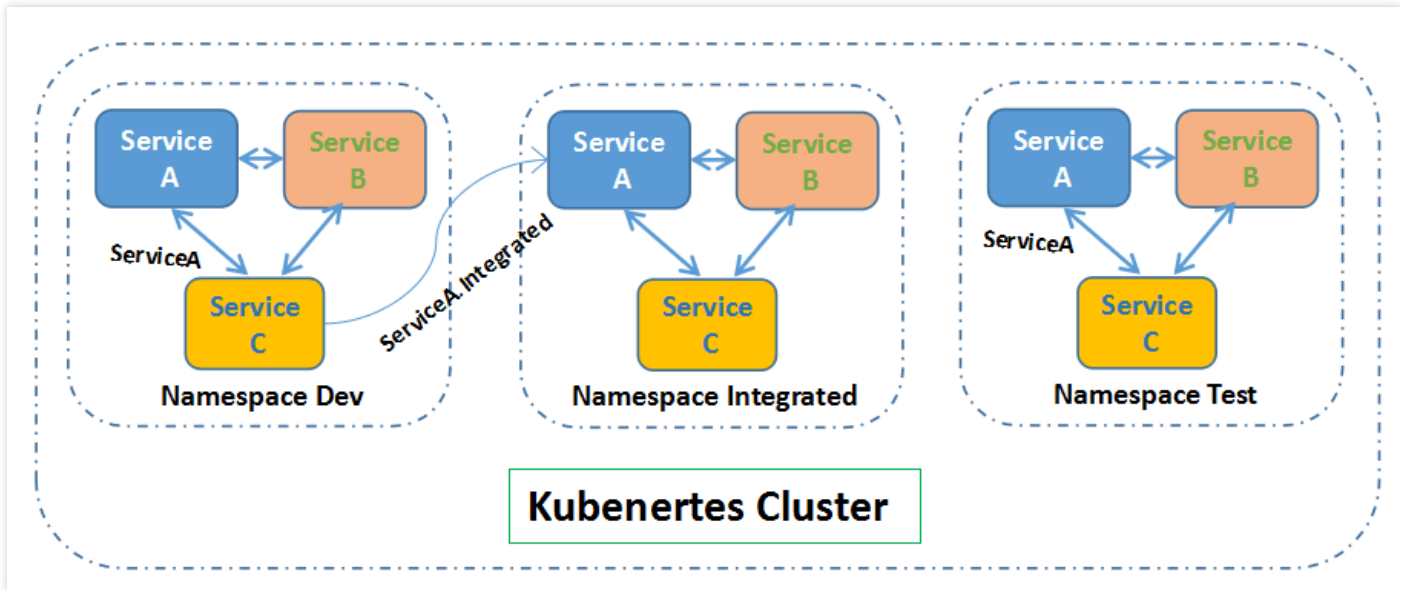 Service
A
Service
B
ServiceA
Service
C
Namespace Dev
ServiceA.Integrated
Service
A
Service
B
Service
C
Namespace Integrated
Service
A
Service
B
ServiceA
Service
C
Namespace Test
Kubenertes Cluster